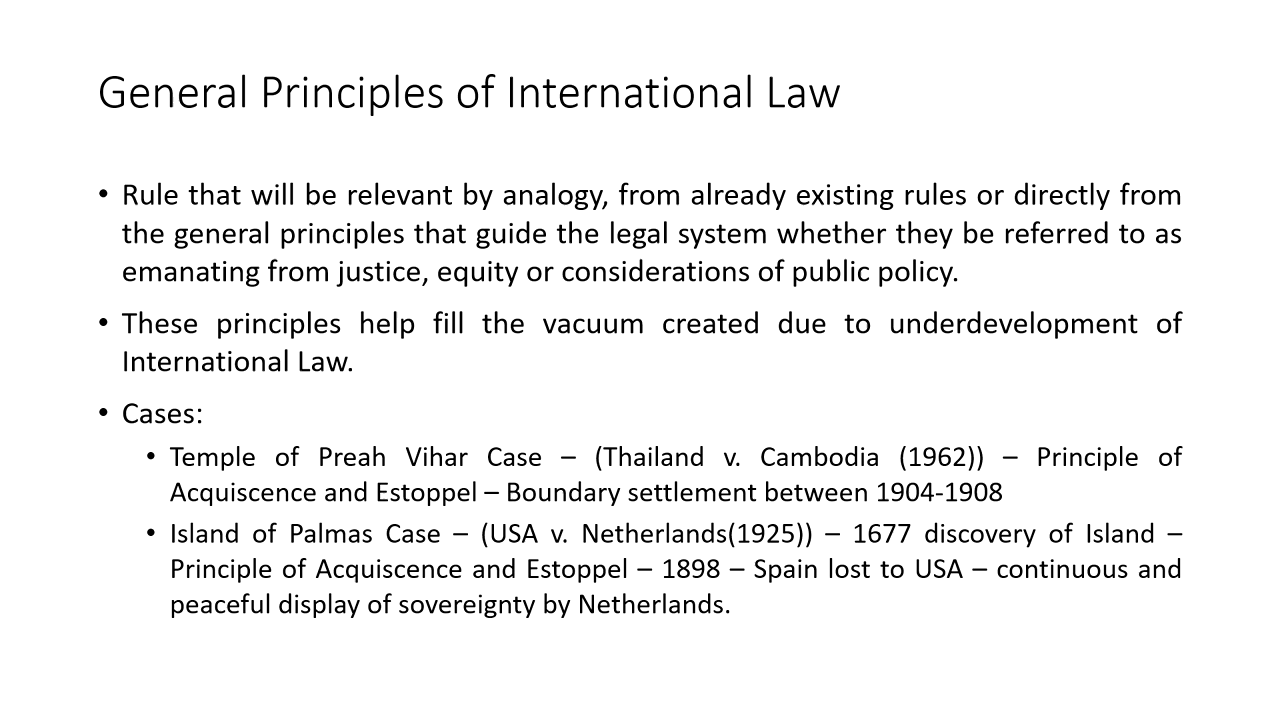 General Principles of International Law
• Rule that will be relevant by analogy, from already existing rules or directly from
the general principles that guide the legal system whether they be referred to as
emanating from justice, equity or considerations of public policy.
• These principles help fill the vacuum created due to underdevelopment of
International Law.
• Cases:
• Temple of Preah Vihar Case – (Thailand v. Cambodia (1962)) – Principle of
Acquiscence and Estoppel – Boundary settlement between 1904-1908
• Island of Palmas Case – (USA v. Netherlands(1925)) – 1677 discovery of Island –
Principle of Acquiscence and Estoppel – 1898 – Spain lost to USA – continuous and
peaceful display of sovereignty by Netherlands.